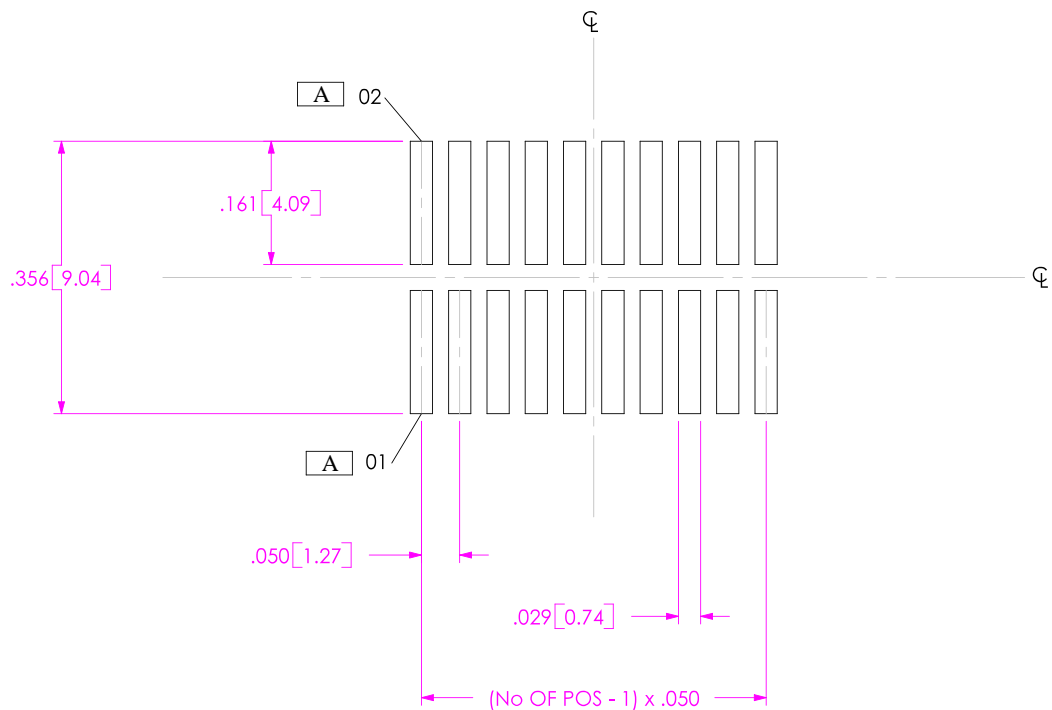 ℄
A 02
.161[4.09]
.356[9.04]
℄
A 01
.050[1.27]
.029[0.74]
(No OF POS - 1) x .050